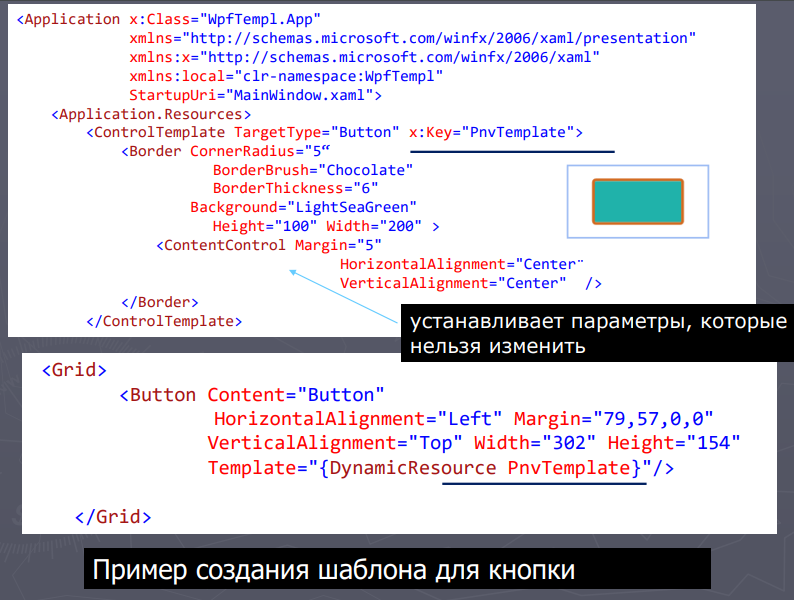 <Application x:Class="WpfTempl.App"
xmlns="http://schemas.microsoft.com/winfx/2006/xaml/presentation"
xmlns:x="http://schemas.microsoft.com/winfx/2006/xaml"
xmlns:local="clr-namespace:WpfTempl"
StartupUri="MainWindow.xaml">
<Application.Resources>
<ControlTemplate TargetType="Button" x:Key="PnvTemplate">
<Border CornerRadius="5“
BorderBrush="Chocolate"
BorderThickness="6"
Background="LightSeaGreen"
Height="100" Width="200" >
<ContentControl Margin="5"
HorizontalAlignment="Center"
VerticalAlignment="Center" />
</Border>
</ControlTemplate>
устанавливает параметры, которые
нельзя изменить
<Grid>
<Button Content="Button"
HorizontalAlignment="Left" Margin="79,57,0,0"
VerticalAlignment="Top" Width="302" Height="154"
Template="{DynamicResource PnvTemplate}"/>
</Grid>
Пример создания шаблона для кнопки